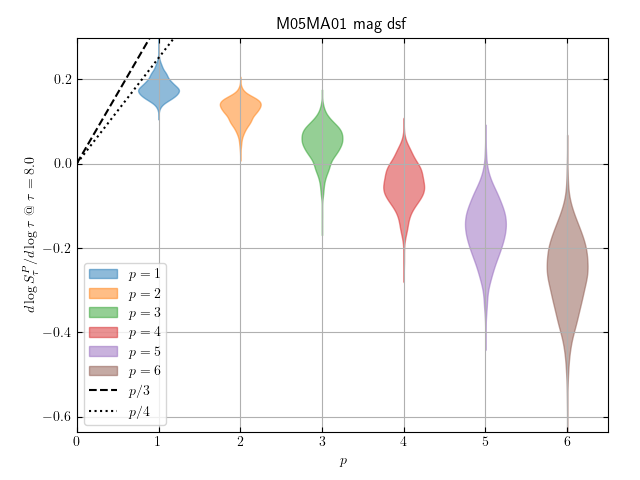 M05MA01 mag dsf
d log S_τ^P / d log τ @ τ = 8.0
0.2
0.0
−0.2
−0.4
−0.6
p = 1
p = 2
p = 3
p = 4
p = 5
p = 6
p/3
p/4
0 1 2 3 4 5 6
p